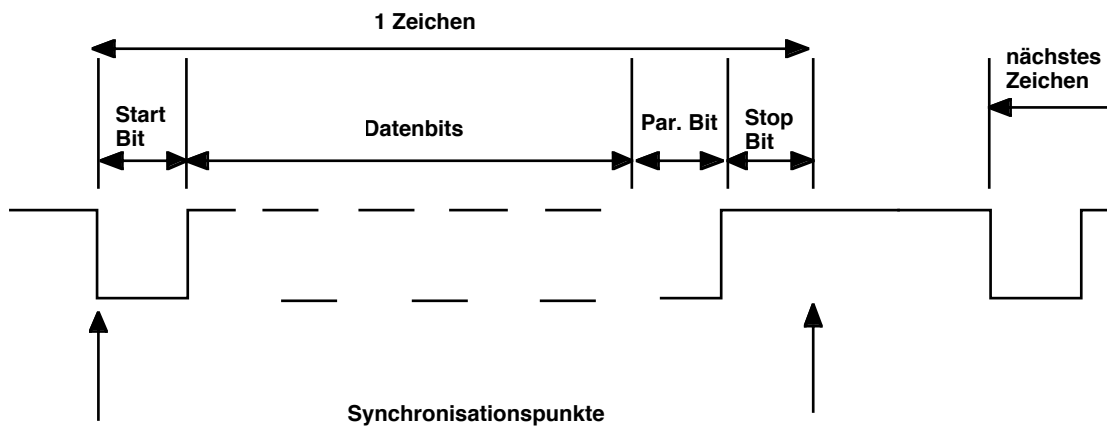 1 Zeichen
nächstes
Zeichen
Start
Bit
Datenbits
Par. Bit
Stop
Bit
Synchronisationspunkte